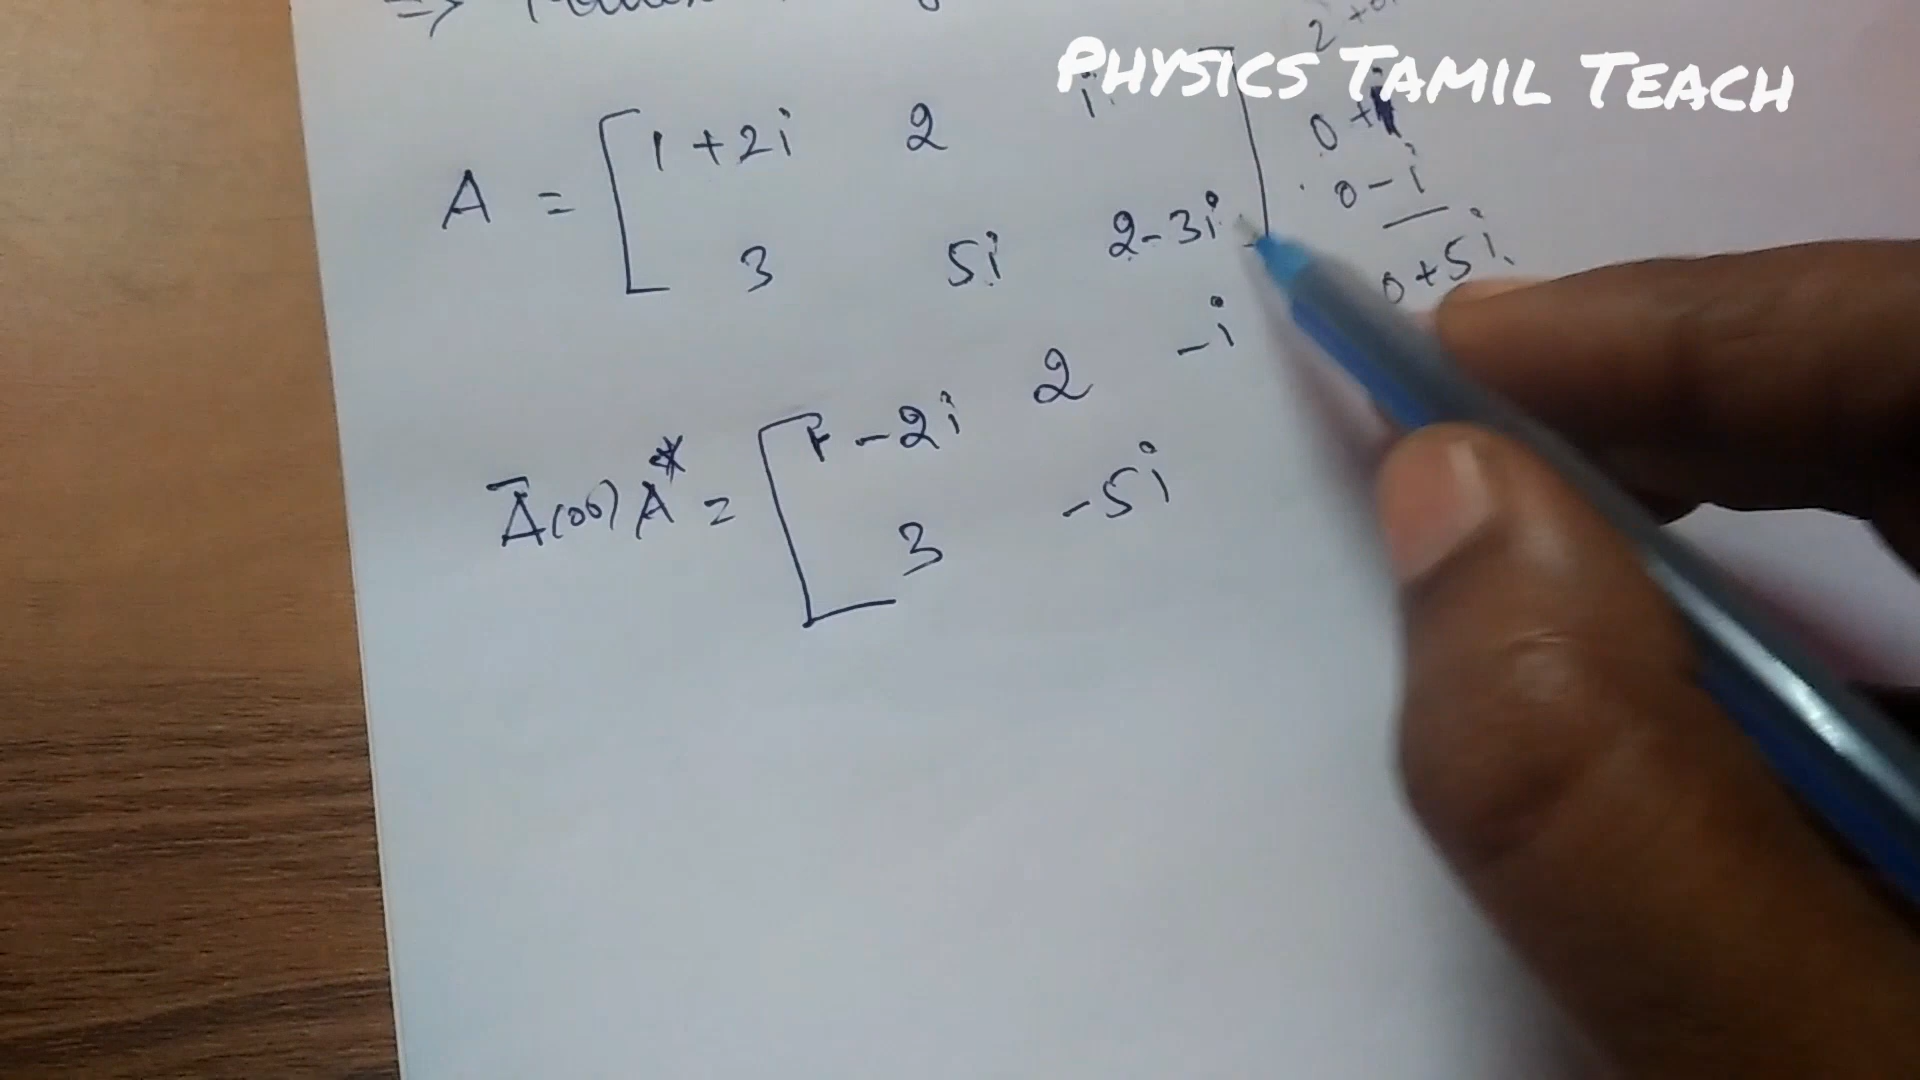 =>
PHYSICS TAMIL TEACH
A = [ 1 + 2i 2 i
3 5i 2 - 3i ]
0 + i
0 - i
0 + 5i
Ā (or) A* = [ 1 - 2i 2 -i
3 -5i